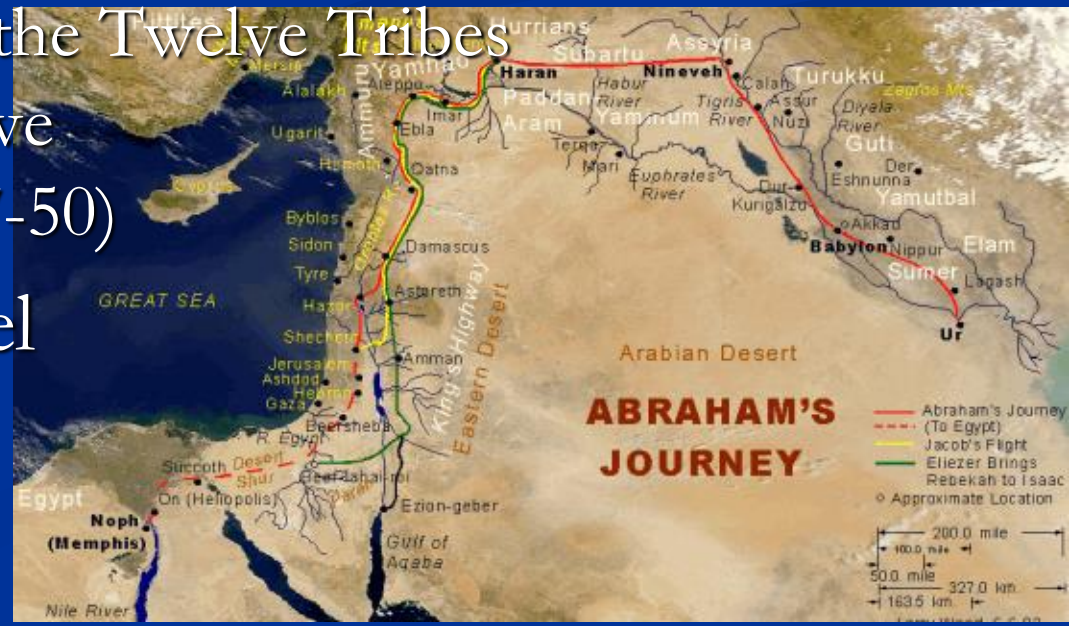 the Twelve Tribes
ve
-50)
el
Hurrians
Subartu
Assyria
Yamhad
Haran
Nineveh
Calah
Turukku
Zagros Mts
Mersin
Alalakh
Aleppo
Imar
Paddan
Aram
Habur
River
Yaminum
Tigris
River
Assur
Nuzi
Diyala
River
Amurru
Ebla
Ugarit
Hamath
Qatna
Terqa
Mari
Euphrates
River
Guti
Der
Eshnunna
Yamutbal
Cyprus
Dur
Kurigalzu
Akkad
Babylon
Nippur
Elam
Sumer
Lagash
Ur
Byblos
Sidon
Tyre
Damascus
GREAT SEA
Hazor
Astereth
Shechem
Jerusalem
Ashdod
Hebron
Gaza
Amman
King's Highway
Eastern Desert
Arabian Desert
Beersheba
R. Egypt
Beer-lahai-roi
Succoth
Desert
Shur
On (Heliopolis)
Egypt
Noph
(Memphis)
Ezion-geber
Gulf of
Aqaba
Nile River
ABRAHAM'S
JOURNEY
Abraham's Journey
(To Egypt)
Jacob's Flight
Eliezer Brings
Rebekah to Isaac
Approximate Location
200.0 mile
100.0 mile
50.0 mile
327.0 km
163.5 km